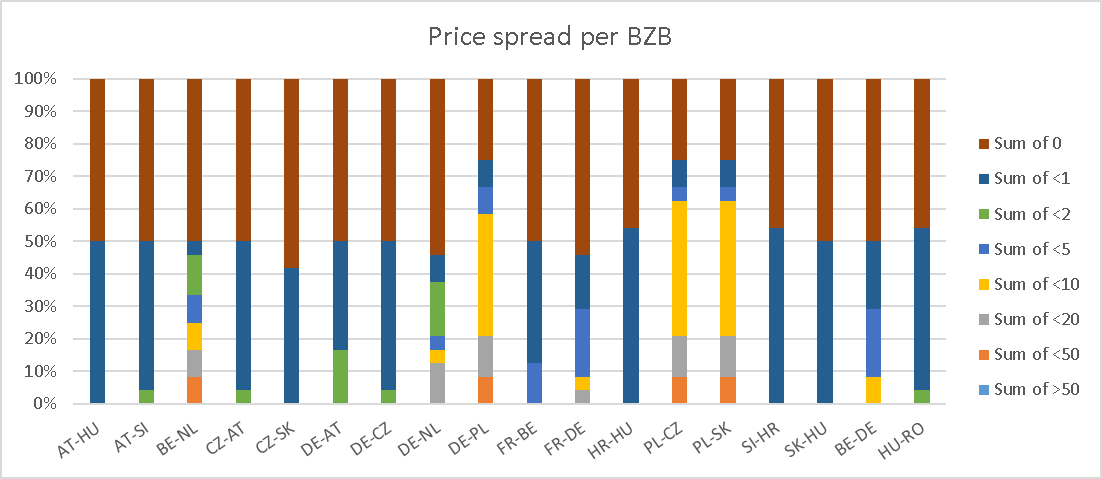 Price spread per BZB
100%
90%
80%
70%
60%
50%
40%
30%
20%
10%
0%
AT-HU
AT-SI
BE-NL
CZ-AT
CZ-SK
DE-AT
DE-CZ
DE-NL
DE-PL
FR-BE
FR-DE
HR-HU
PL-CZ
PL-SK
SI-HR
SK-HU
BE-DE
HU-RO
Sum of 0
Sum of <1
Sum of <2
Sum of <5
Sum of <10
Sum of <20
Sum of <50
Sum of >50